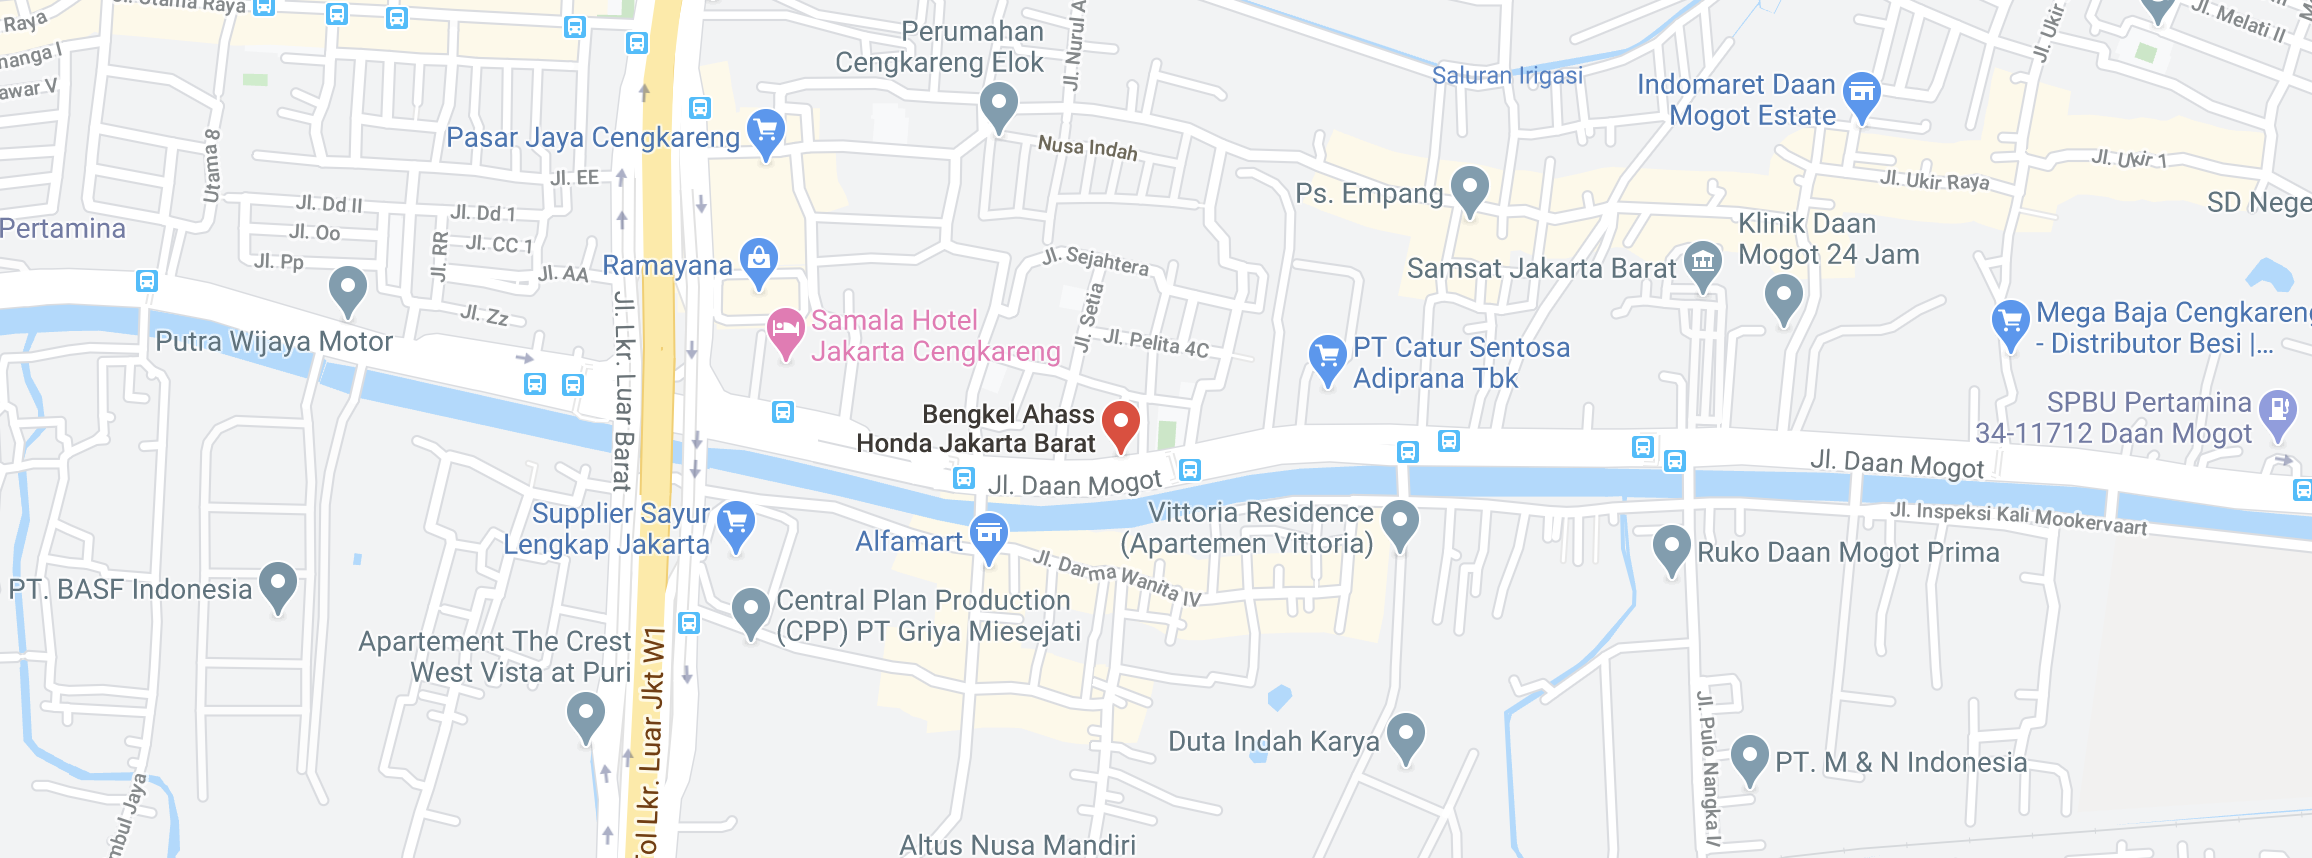 Jl. Utama Raya
Raya
nanga I
awar V
Utama 8
Perumahan
Cengkareng Elok
Jl. Nurul A
Saluran Irigasi
Indomaret Daan
Mogot Estate
Jl. Ukir
Jl. Melati II
Pasar Jaya Cengkareng
Nusa Indah
Jl. EE
Jl. Ukir 1
Jl. Ukir Raya
Ps. Empang
Jl. Dd II
Jl. Dd 1
SD Nege
Pertamina
Jl. Oo
Jl. CC 1
Jl. RR
Jl. Pp
Jl. AA
Klinik Daan
Mogot 24 Jam
Ramayana
Jl. Sejahtera
Samsat Jakarta Barat
Jl. Zz
Jl. Setia
Putra Wijaya Motor
Samala Hotel
Jakarta Cengkareng
Jl. Pelita 4C
PT Catur Sentosa
Adiprana Tbk
Mega Baja Cengkareng
- Distributor Besi |...
Jl. Lkr. Luar Barat
Bengkel Ahass
Honda Jakarta Barat
SPBU Pertamina
34-11712 Daan Mogot
Jl. Daan Mogot
Jl. Daan Mogot
Supplier Sayur
Lengkap Jakarta
Alfamart
Vittoria Residence
(Apartemen Vittoria)
Jl. Inspeksi Kali Mookervaart
Ruko Daan Mogot Prima
Jl. Darma Wanita IV
PT. BASF Indonesia
Central Plan Production
(CPP) PT Griya Miesejati
Apartement The Crest
West Vista at Puri
Tol Lkr. Luar Jkt W1
Duta Indah Karya
Jl. Pulo Nangka IV
PT. M & N Indonesia
mbul Jaya
Altus Nusa Mandiri